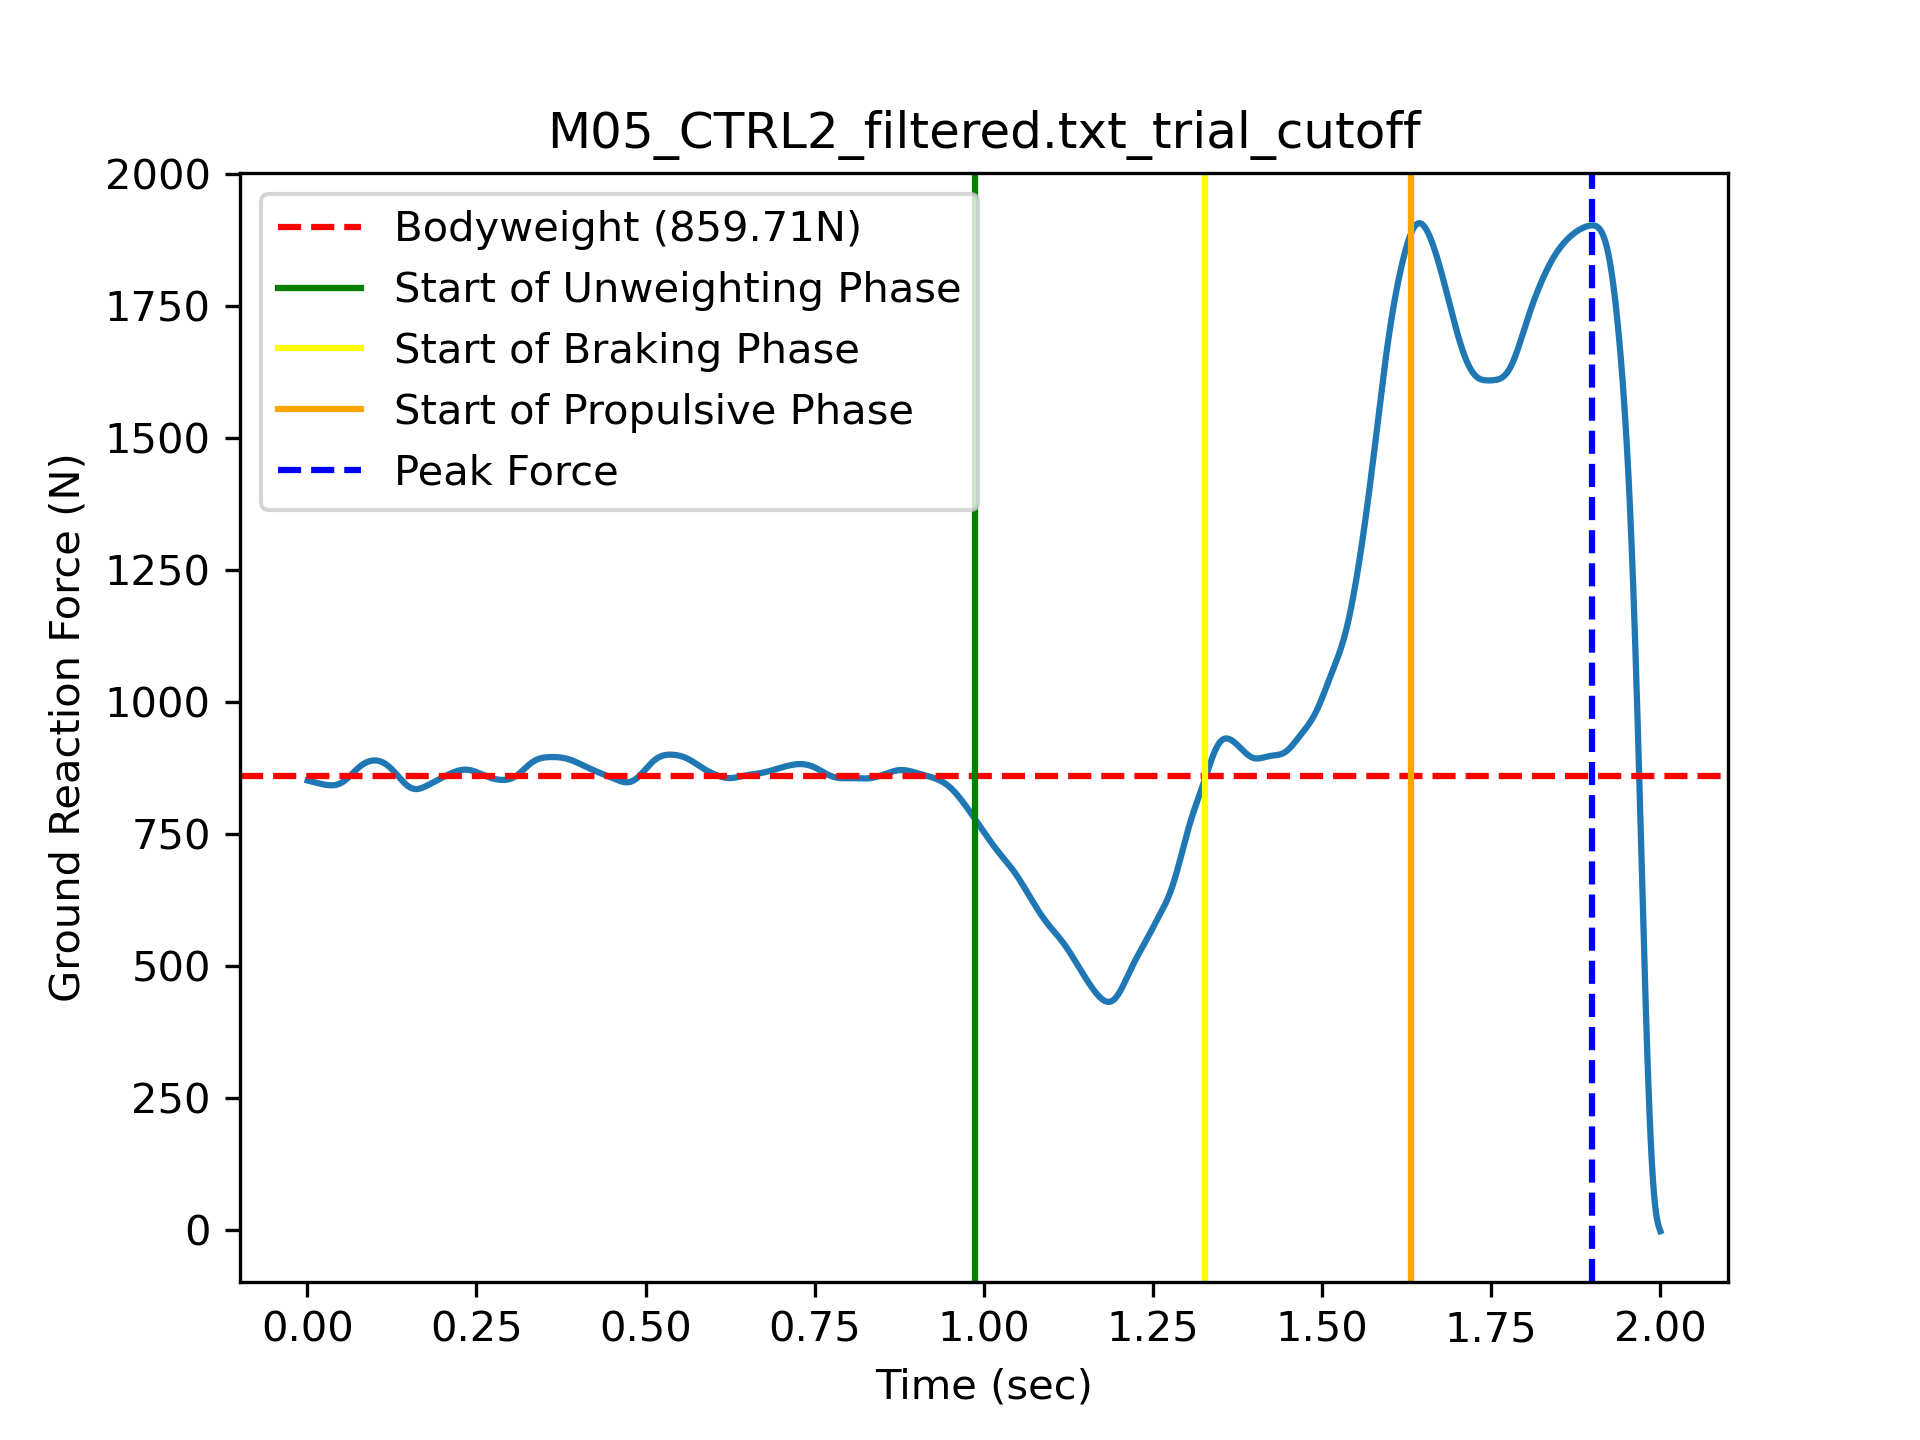 M05_CTRL2_filtered.txt_trial_cutoff
2000
1750
1500
1250
1000
750
500
250
0
Ground Reaction Force (N)
Bodyweight (859.71N)
Start of Unweighting Phase
Start of Braking Phase
Start of Propulsive Phase
Peak Force
0.00 0.25 0.50 0.75 1.00 1.25 1.50 1.75 2.00
Time (sec)